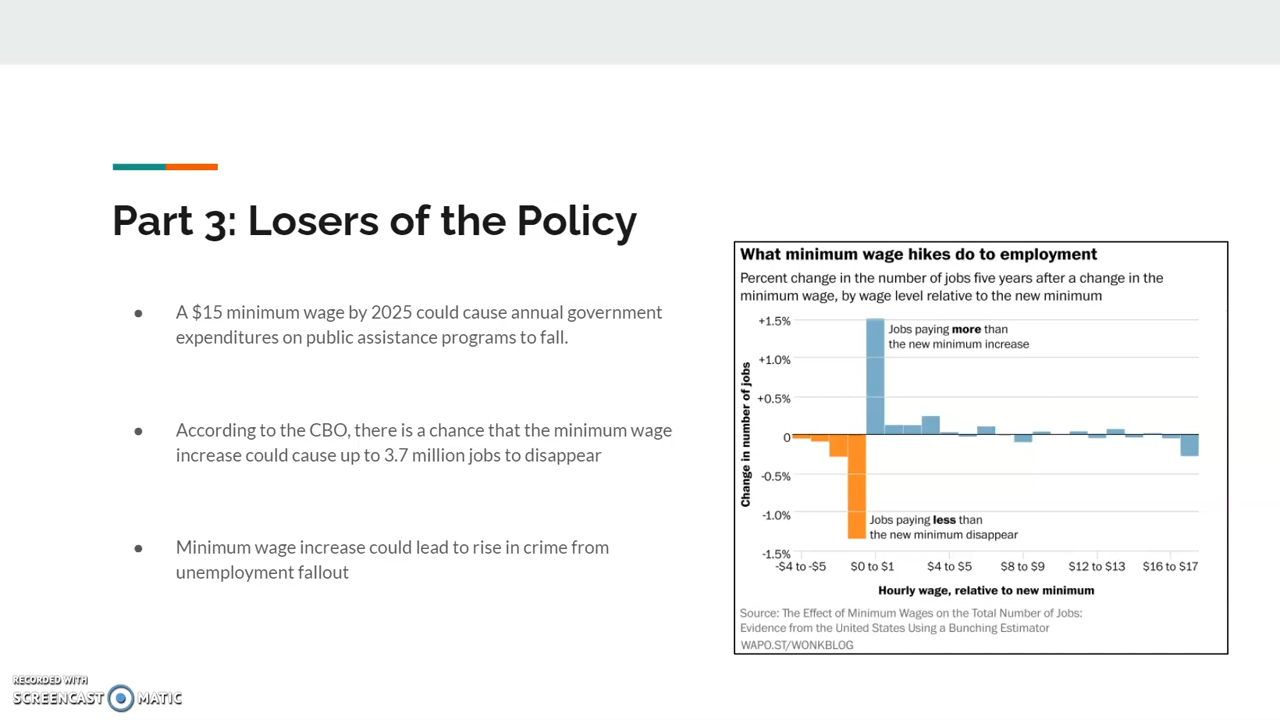 Part 3: Losers of the Policy
● A $15 minimum wage by 2025 could cause annual government
expenditures on public assistance programs to fall.
● According to the CBO, there is a chance that the minimum wage
increase could cause up to 3.7 million jobs to disappear
● Minimum wage increase could lead to rise in crime from
unemployment fallout
What minimum wage hikes do to employment
Percent change in the number of jobs five years after a change in the
minimum wage, by wage level relative to the new minimum
Change in number of jobs
+1.5%
+1.0%
+0.5%
0
-0.5%
-1.0%
-1.5%
Jobs paying more than
the new minimum increase
Jobs paying less than
the new minimum disappear
-$4 to -$5 $0 to $1 $4 to $5 $8 to $9 $12 to $13 $16 to $17
Hourly wage, relative to new minimum
Source: The Effect of Minimum Wages on the Total Number of Jobs:
Evidence from the United States Using a Bunching Estimator
WAPO.ST/WONKBLOG
RECORDED WITH
SCREENCAST MATIC